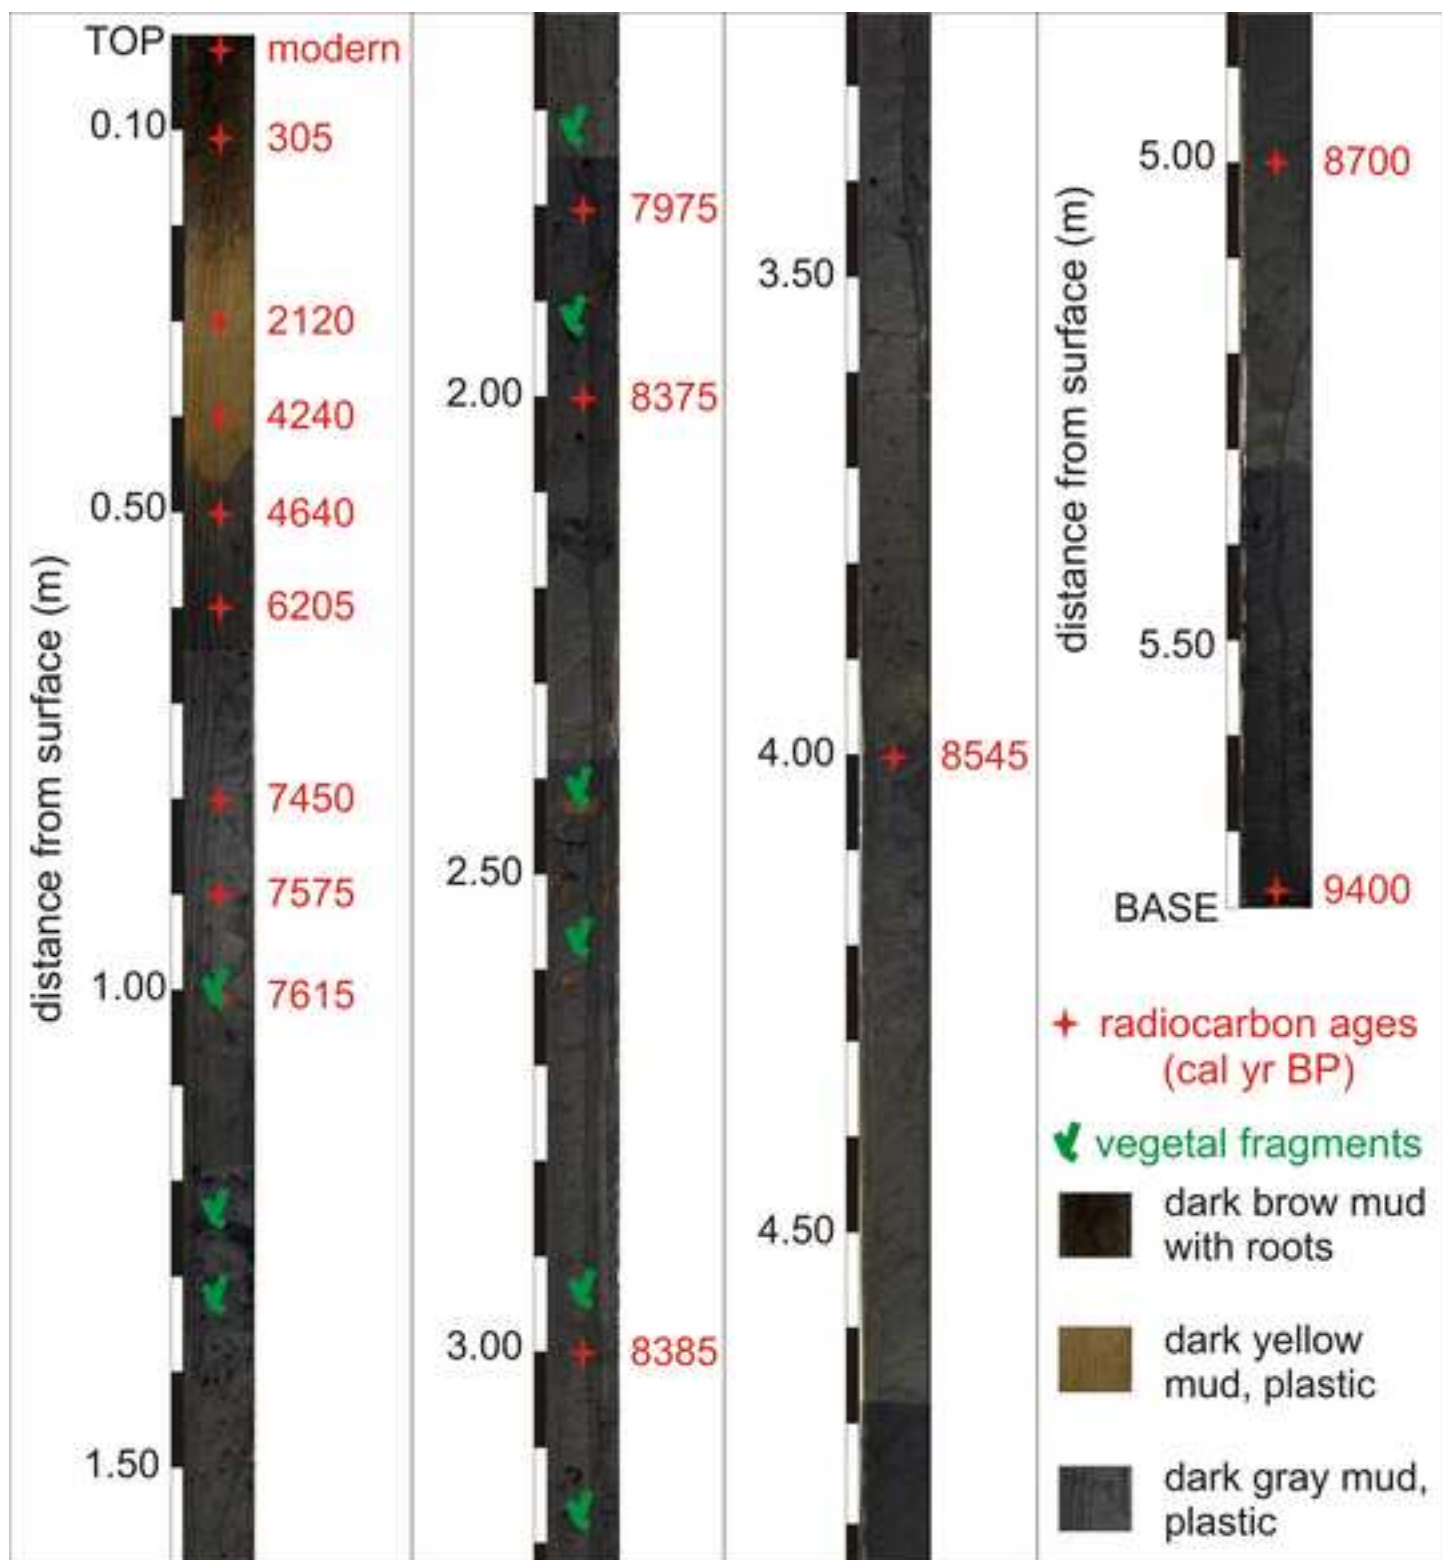 TOP
modern
0.10
305
2120
4240
0.50
4640
6205
7450
7575
1.00
7615
1.50
distance from surface (m)
7975
2.00
8375
2.50
3.00
8385
3.50
4.00
8545
4.50
distance from surface (m)
5.00
8700
5.50
BASE
9400
radiocarbon ages
(cal yr BP)
vegetal fragments
dark brow mud
with roots
dark yellow
mud, plastic
dark gray mud,
plastic